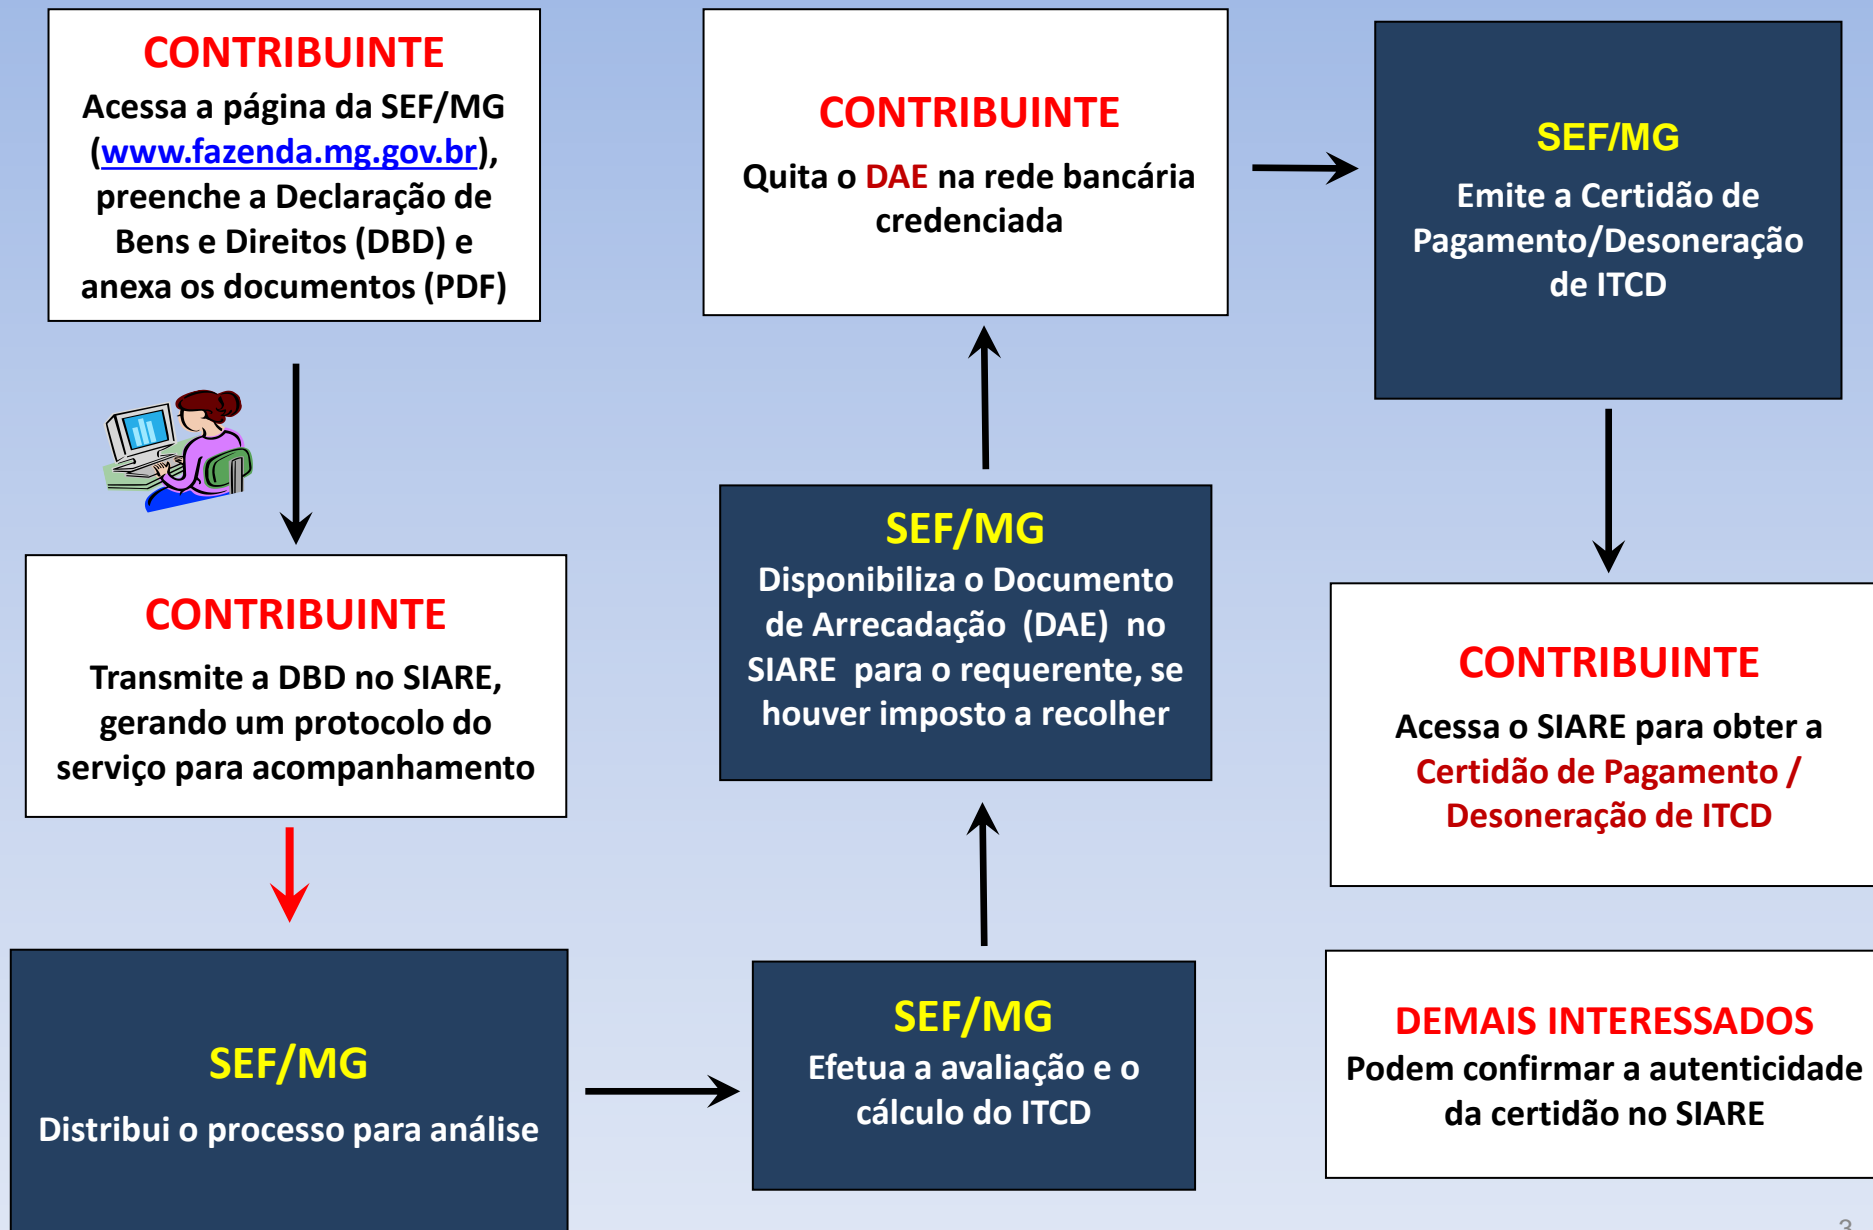 CONTRIBUINTE
Acessa a página da SEF/MG
(www.fazenda.mg.gov.br),
preenche a Declaração de
Bens e Direitos (DBD) e
anexa os documentos (PDF)
CONTRIBUINTE
Transmite a DBD no SIARE,
gerando um protocolo do
serviço para acompanhamento
SEF/MG
Distribui o processo para análise
SEF/MG
Efetua a avaliação e o
cálculo do ITCD
SEF/MG
Disponibiliza o Documento
de Arrecadação (DAE) no
SIARE para o requerente, se
houver imposto a recolher
CONTRIBUINTE
Quita o DAE na rede bancária
credenciada
SEF/MG
Emite a Certidão de
Pagamento/Desoneração
de ITCD
CONTRIBUINTE
Acessa o SIARE para obter a
Certidão de Pagamento /
Desoneração de ITCD
DEMAIS INTERESSADOS
Podem confirmar a autenticidade
da certidão no SIARE
3